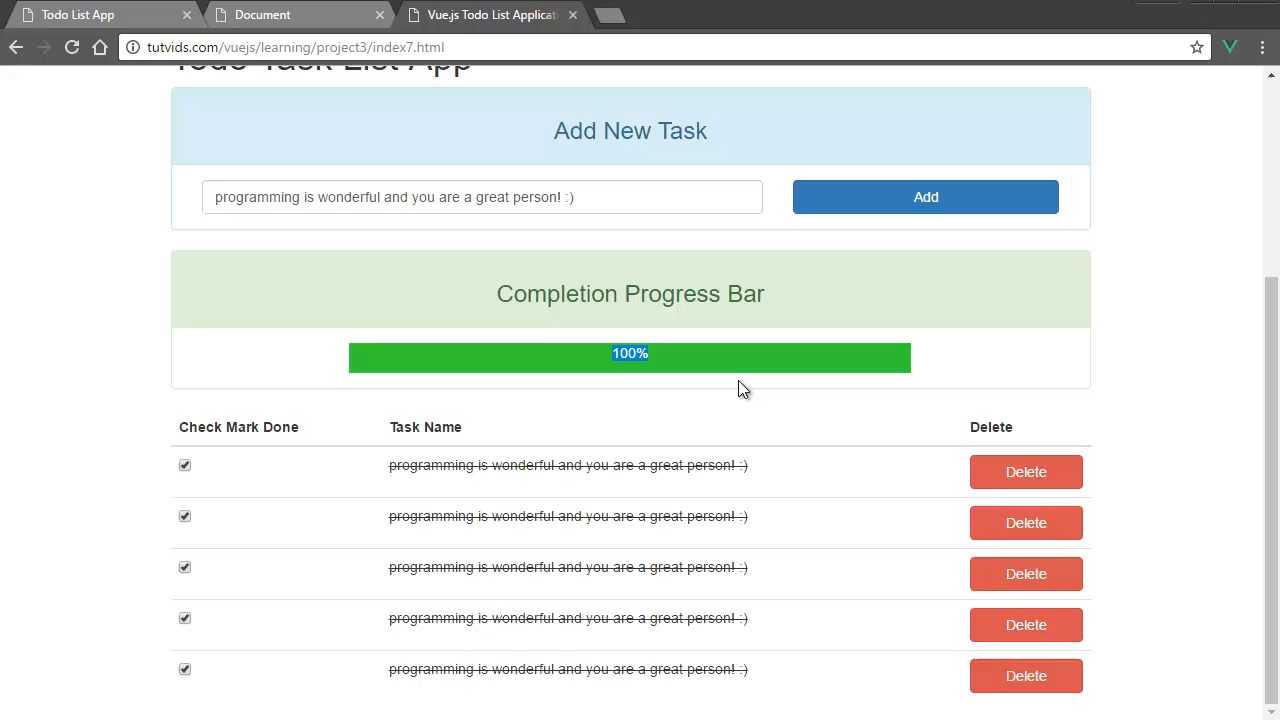 Todo List App
Document
Vue.js Todo List Applicat
tutvids.com/vuejs/learning/project3/index7.html
Todo Task List App
Add New Task
programming is wonderful and you are a great person! :)
Add
Completion Progress Bar
100%
Check Mark Done Task Name Delete
programming is wonderful and you are a great person! :) Delete
programming is wonderful and you are a great person! :) Delete
programming is wonderful and you are a great person! :) Delete
programming is wonderful and you are a great person! :) Delete
programming is wonderful and you are a great person! :) Delete